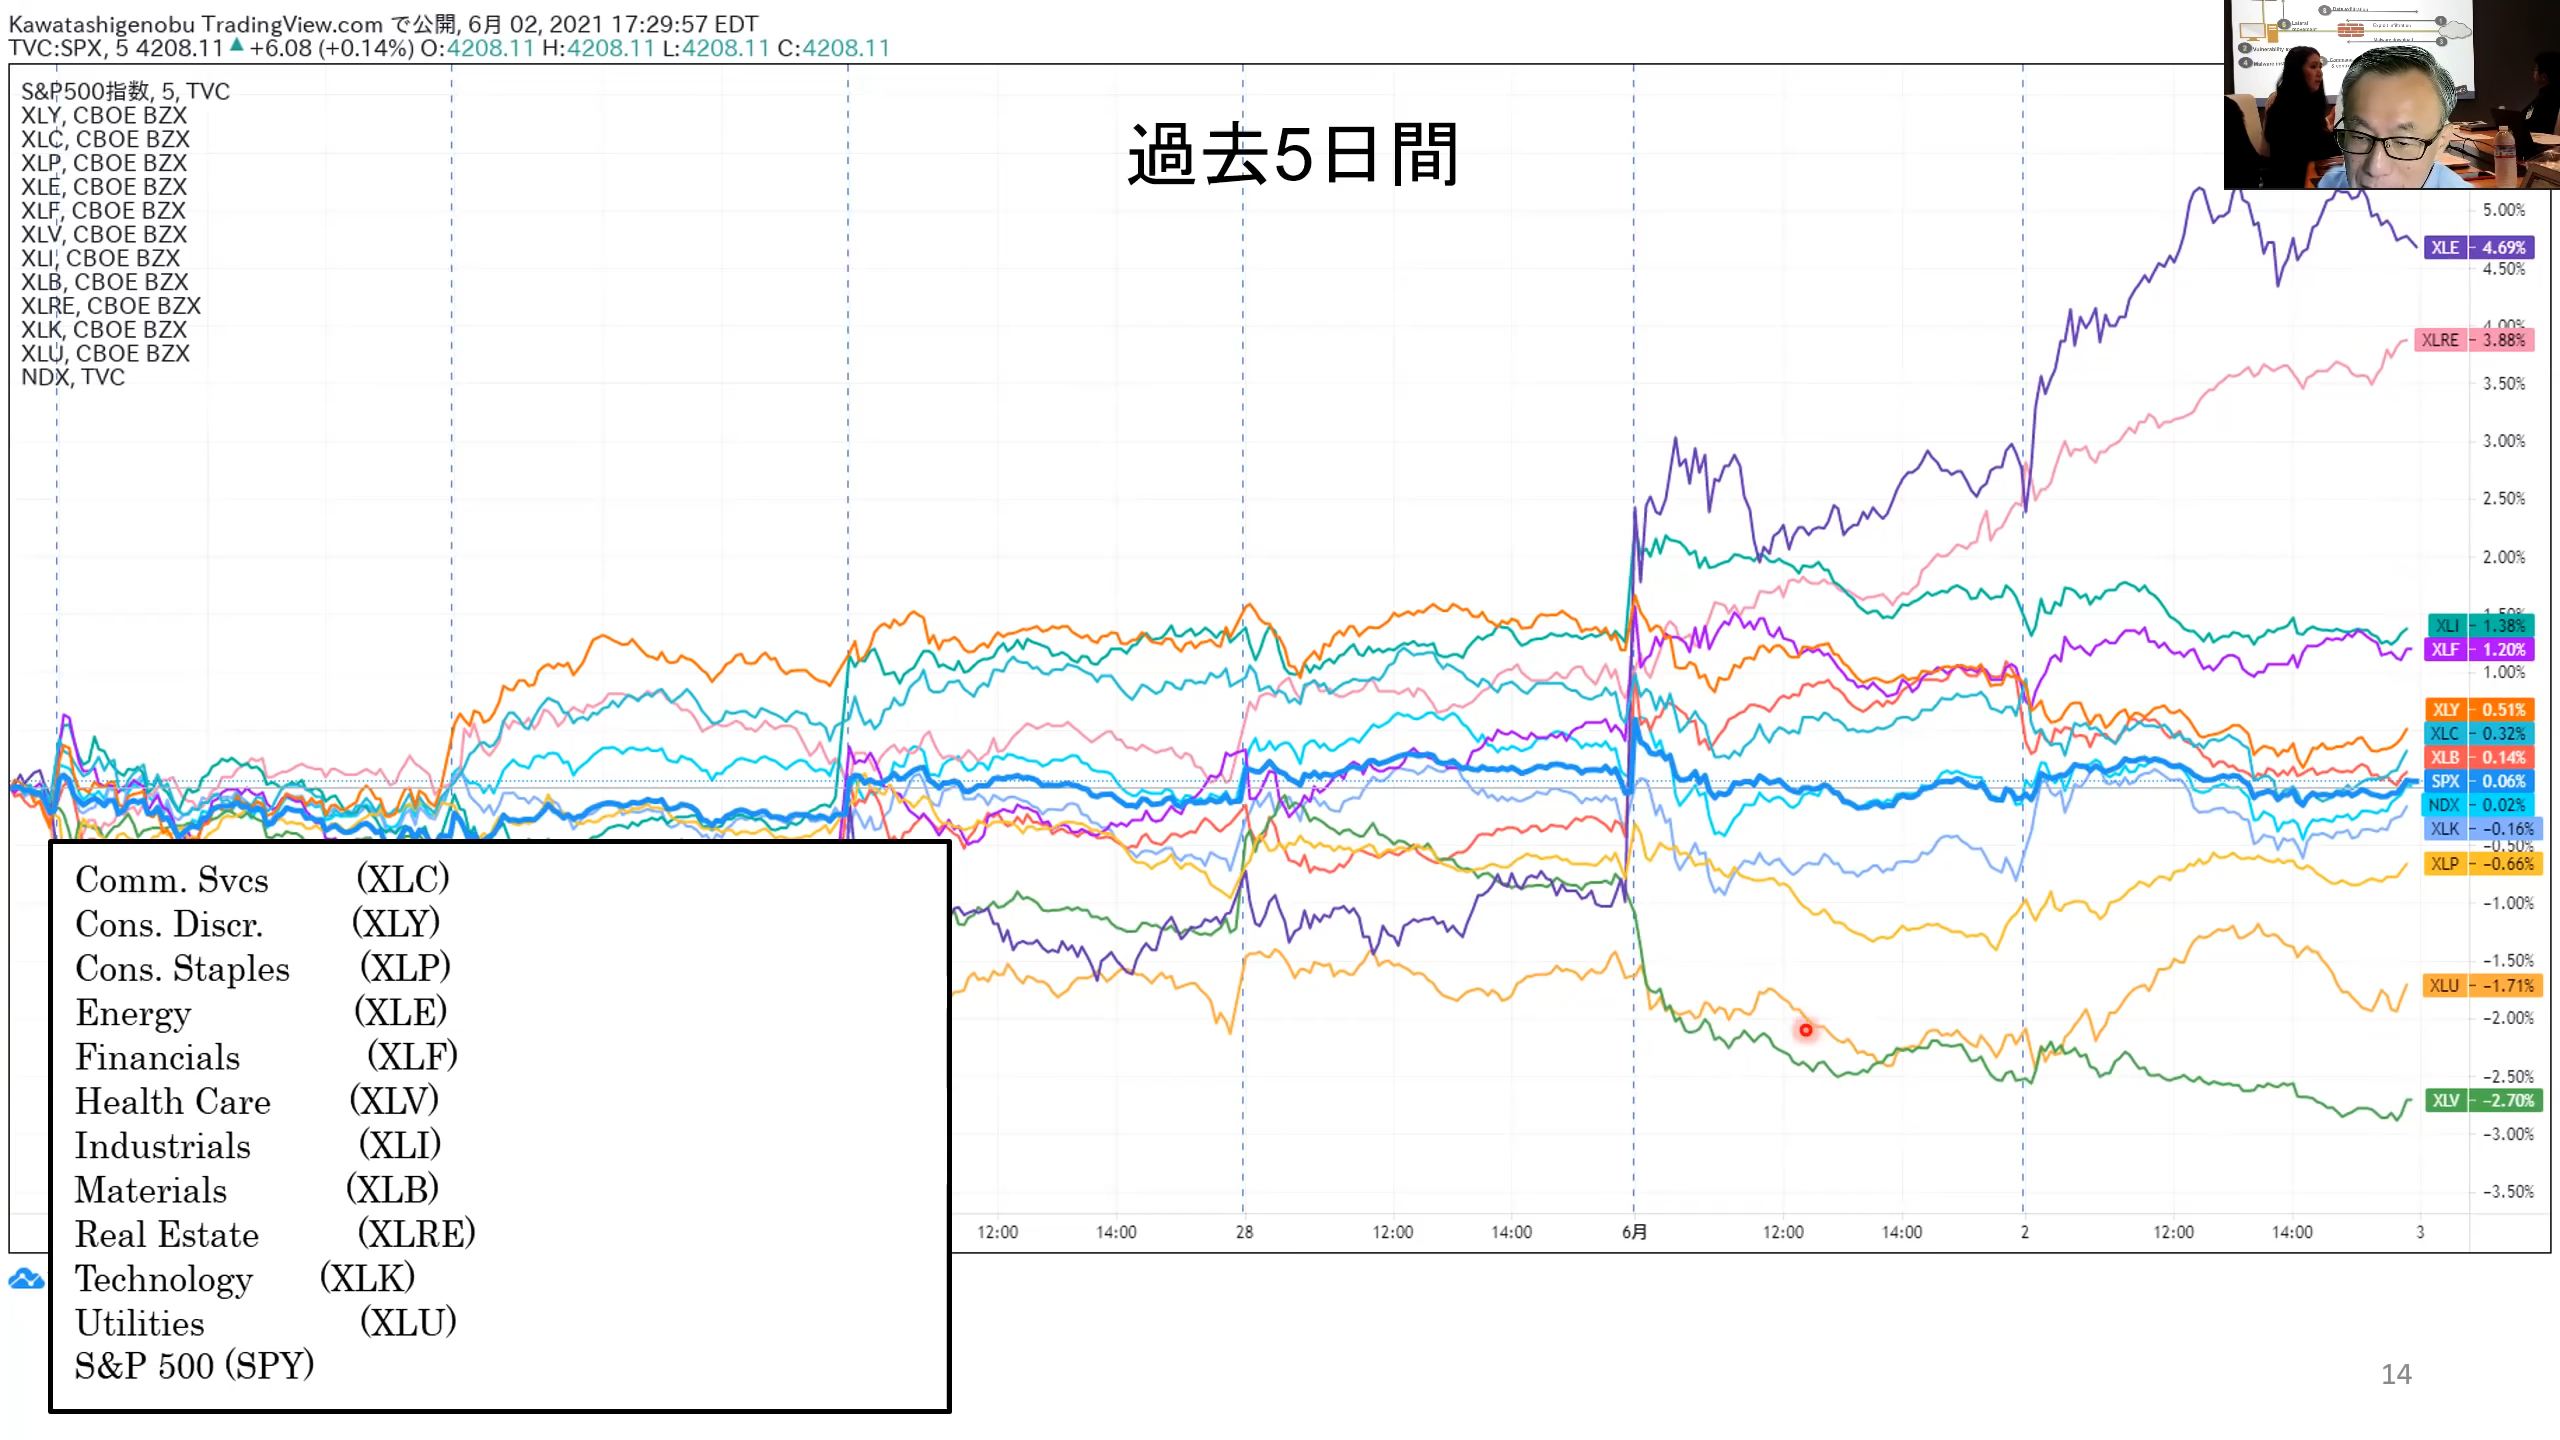 Kawatashigenobu TradingView.com で公開, 6月 02, 2021 17:29:57 EDT
TVC:SPX, 5 4208.11 ▲ +6.08 (+0.14%) O:4208.11 H:4208.11 L:4208.11 C:4208.11
S&P500指数, 5, TVC
XLY, CBOE BZX
XLC, CBOE BZX
XLP, CBOE BZX
XLE, CBOE BZX
XLF, CBOE BZX
XLV, CBOE BZX
XLI, CBOE BZX
XLB, CBOE BZX
XLRE, CBOE BZX
XLK, CBOE BZX
XLU, CBOE BZX
NDX, TVC
過去5日間
5.00%
XLE 4.69%
4.50%
4.00%
XLRE 3.88%
3.50%
3.00%
2.50%
2.00%
1.50%
XLI 1.38%
XLF 1.20%
1.00%
XLY 0.51%
XLC 0.32%
XLB 0.14%
SPX 0.06%
NDX 0.02%
XLK −0.16%
−0.50%
XLP −0.66%
−1.00%
−1.50%
XLU −1.71%
−2.00%
−2.50%
XLV −2.70%
−3.00%
−3.50%
12:00 14:00 28 12:00 14:00 6月 12:00 14:00 2 12:00 14:00 3
Comm. Svcs (XLC)
Cons. Discr. (XLY)
Cons. Staples (XLP)
Energy (XLE)
Financials (XLF)
Health Care (XLV)
Industrials (XLI)
Materials (XLB)
Real Estate (XLRE)
Technology (XLK)
Utilities (XLU)
S&P 500 (SPY)
14